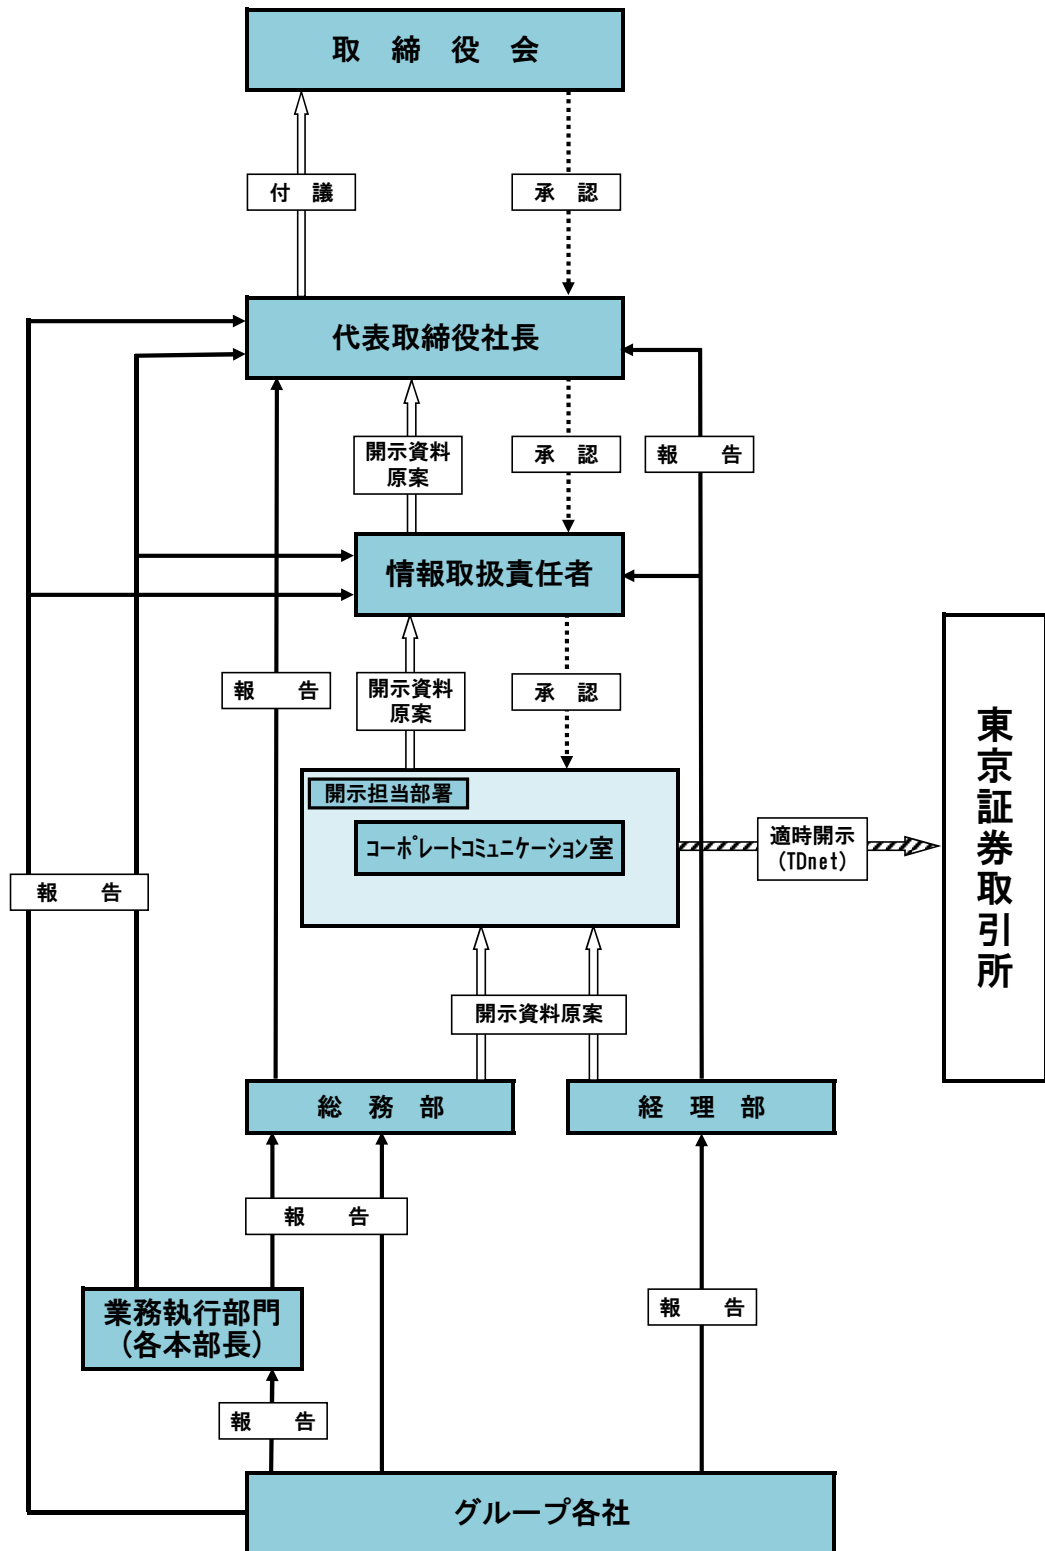 取 締 役 会
付 議
承 認
代表取締役社長
開示資料
原案
承 認
報 告
情報取扱責任者
報 告
開示資料
原案
承 認
東京証券取引所
開示担当部署
コーポレートコミュニケーション室
適時開示
(TDnet)
報 告
開示資料原案
総 務 部
経 理 部
報 告
業務執行部門
(各本部長)
報 告
報 告
グループ各社